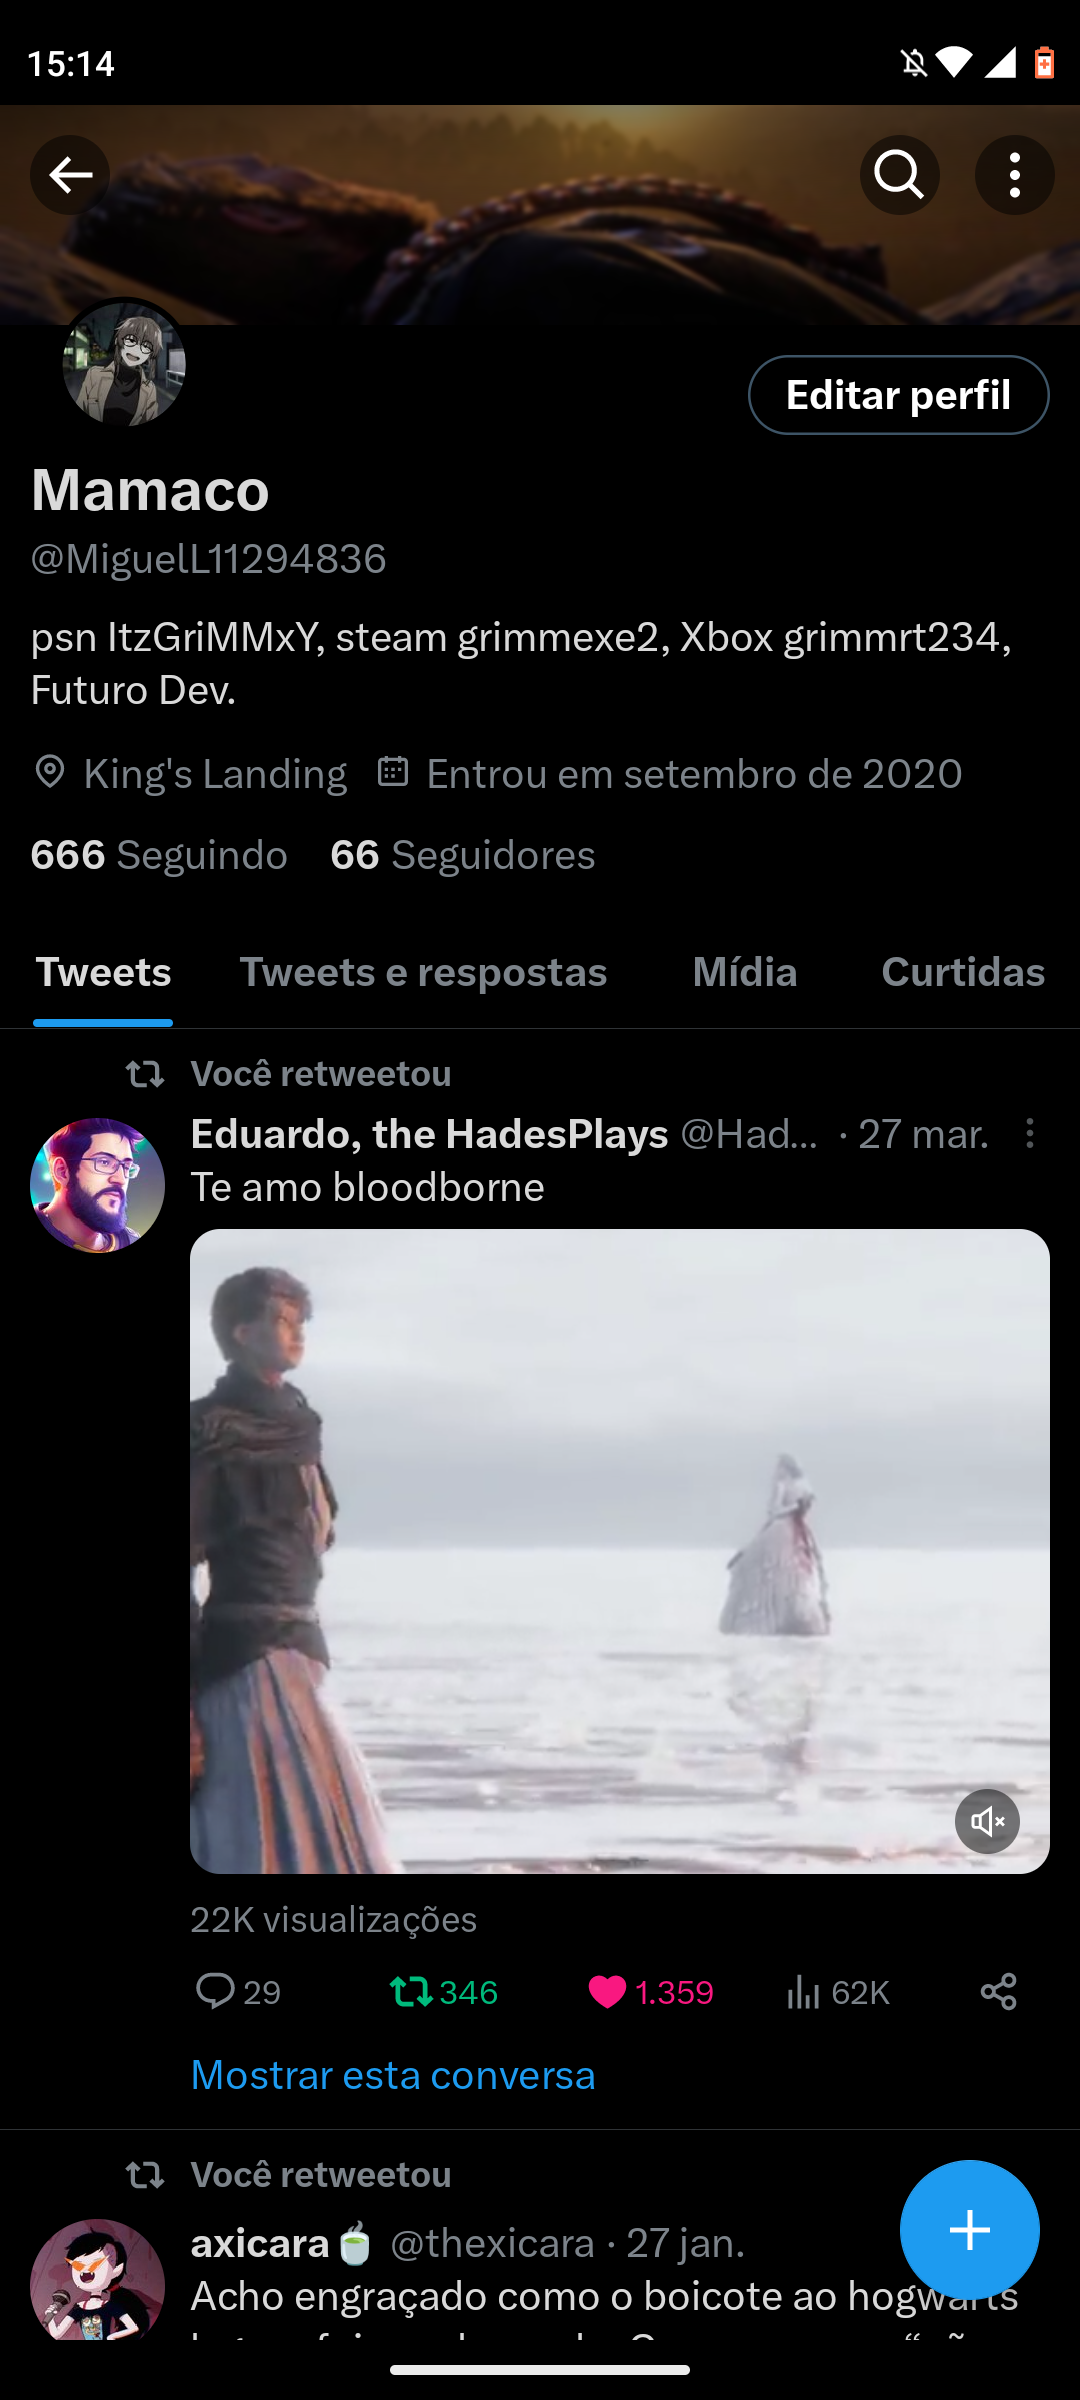 15:14
Editar perfil
Mamaco
@MiguelL11294836
psn ItzGriMMxY, steam grimmexe2, Xbox grimmrt234,
Futuro Dev.
King's Landing Entrou em setembro de 2020
666 Seguindo 66 Seguidores
Tweets Tweets e respostas Mídia Curtidas
Você retweetou
Eduardo, the HadesPlays @Had... · 27 mar.
Te amo bloodborne
22K visualizações
29 346 1.359 62K
Mostrar esta conversa
Você retweetou
axicara🍵 @thexicara · 27 jan.
Acho engraçado como o boicote ao hogwarts